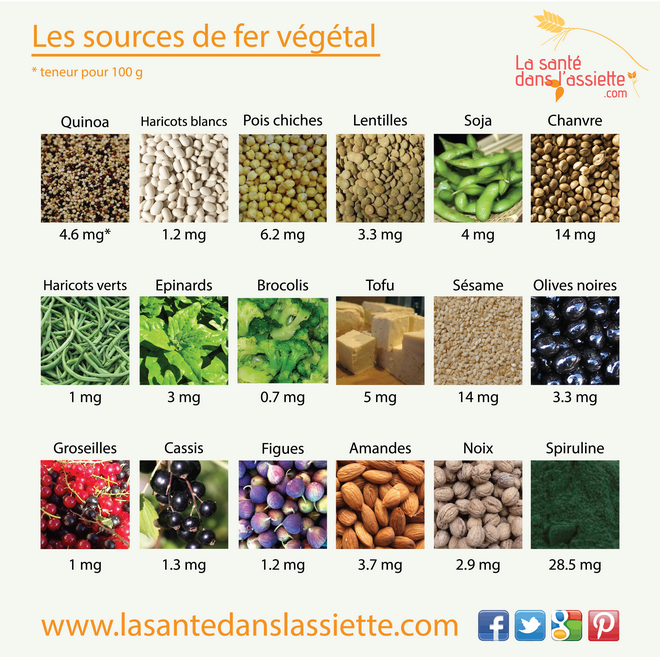 Les sources de fer végétal
* teneur pour 100 g
La santé
dans l'assiette
.com
Quinoa Haricots blancs Pois chiches Lentilles Soja Chanvre
4.6 mg* 1.2 mg 6.2 mg 3.3 mg 4 mg 14 mg
Haricots verts Epinards Brocolis Tofu Sésame Olives noires
1 mg 3 mg 0.7 mg 5 mg 14 mg 3.3 mg
Groseilles Cassis Figues Amandes Noix Spiruline
1 mg 1.3 mg 1.2 mg 3.7 mg 2.9 mg 28.5 mg
www.lasantedanslassiette.com